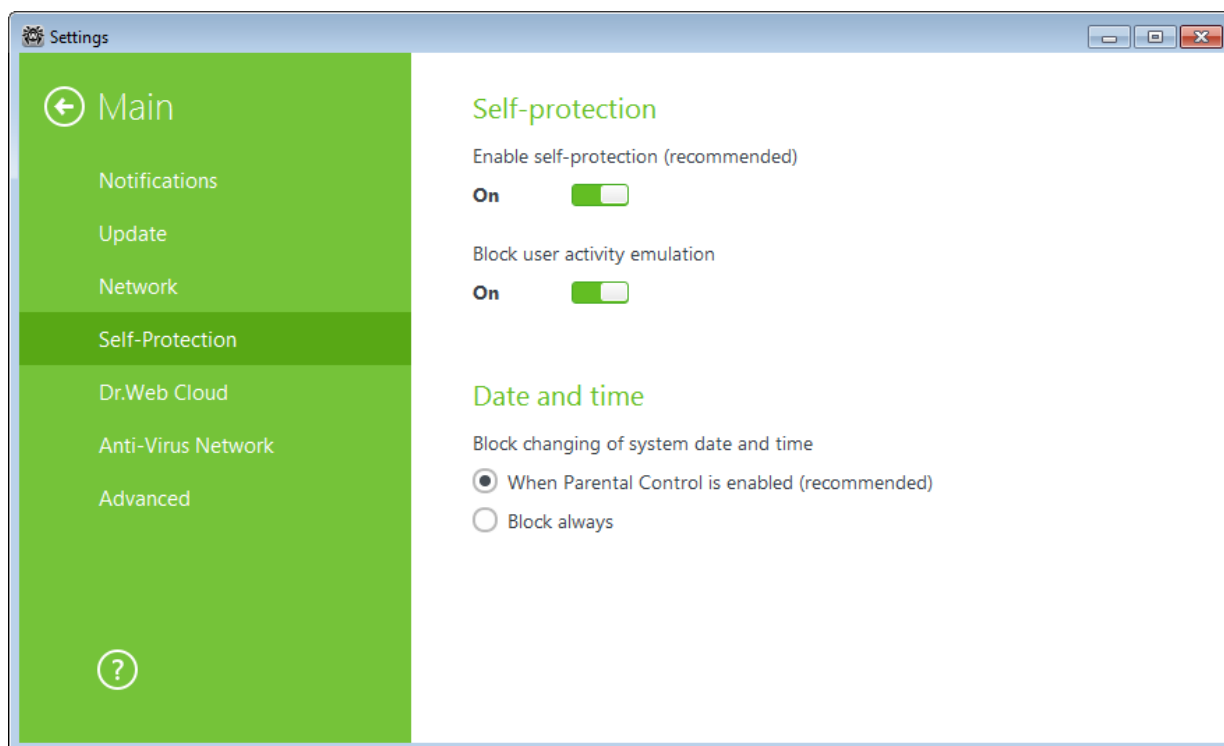 Settings
Main
Notifications
Update
Network
Self-Protection
Dr.Web Cloud
Anti-Virus Network
Advanced
?
Self-protection
Enable self-protection (recommended)
On
Block user activity emulation
On
Date and time
Block changing of system date and time
When Parental Control is enabled (recommended)
Block always